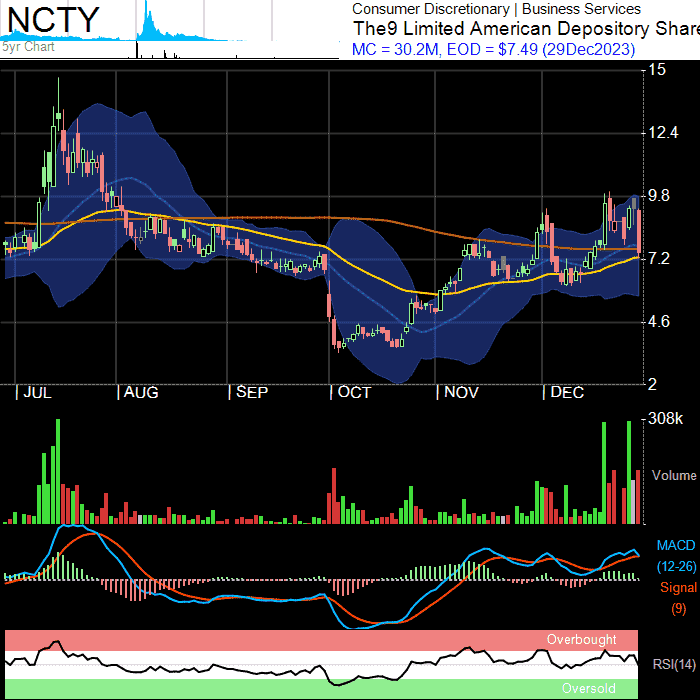 NCTY
5yr Chart
Consumer Discretionary | Business Services
The9 Limited American Depository Share
MC = 30.2M, EOD = $7.49 (29Dec2023)
15
12.4
9.8
7.2
4.6
2
| JUL | AUG | SEP | OCT | NOV | DEC
308k
Volume
MACD
(12-26)
Signal
(9)
Overbought
RSI(14)
Oversold